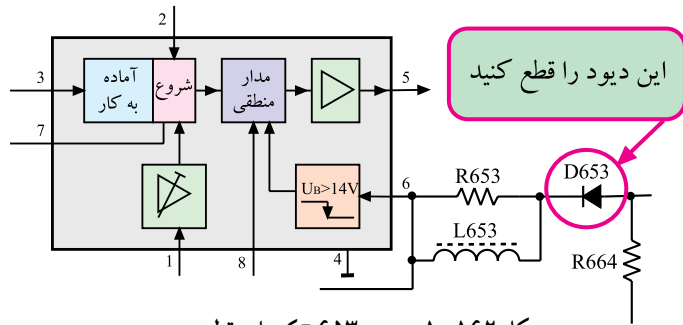 2
3
آماده
به کار
شروع
مدار
منطقی
5
این دیود را قطع کنید
7
U_B>14V
6
R653
D653
L653
R664
1
8
4